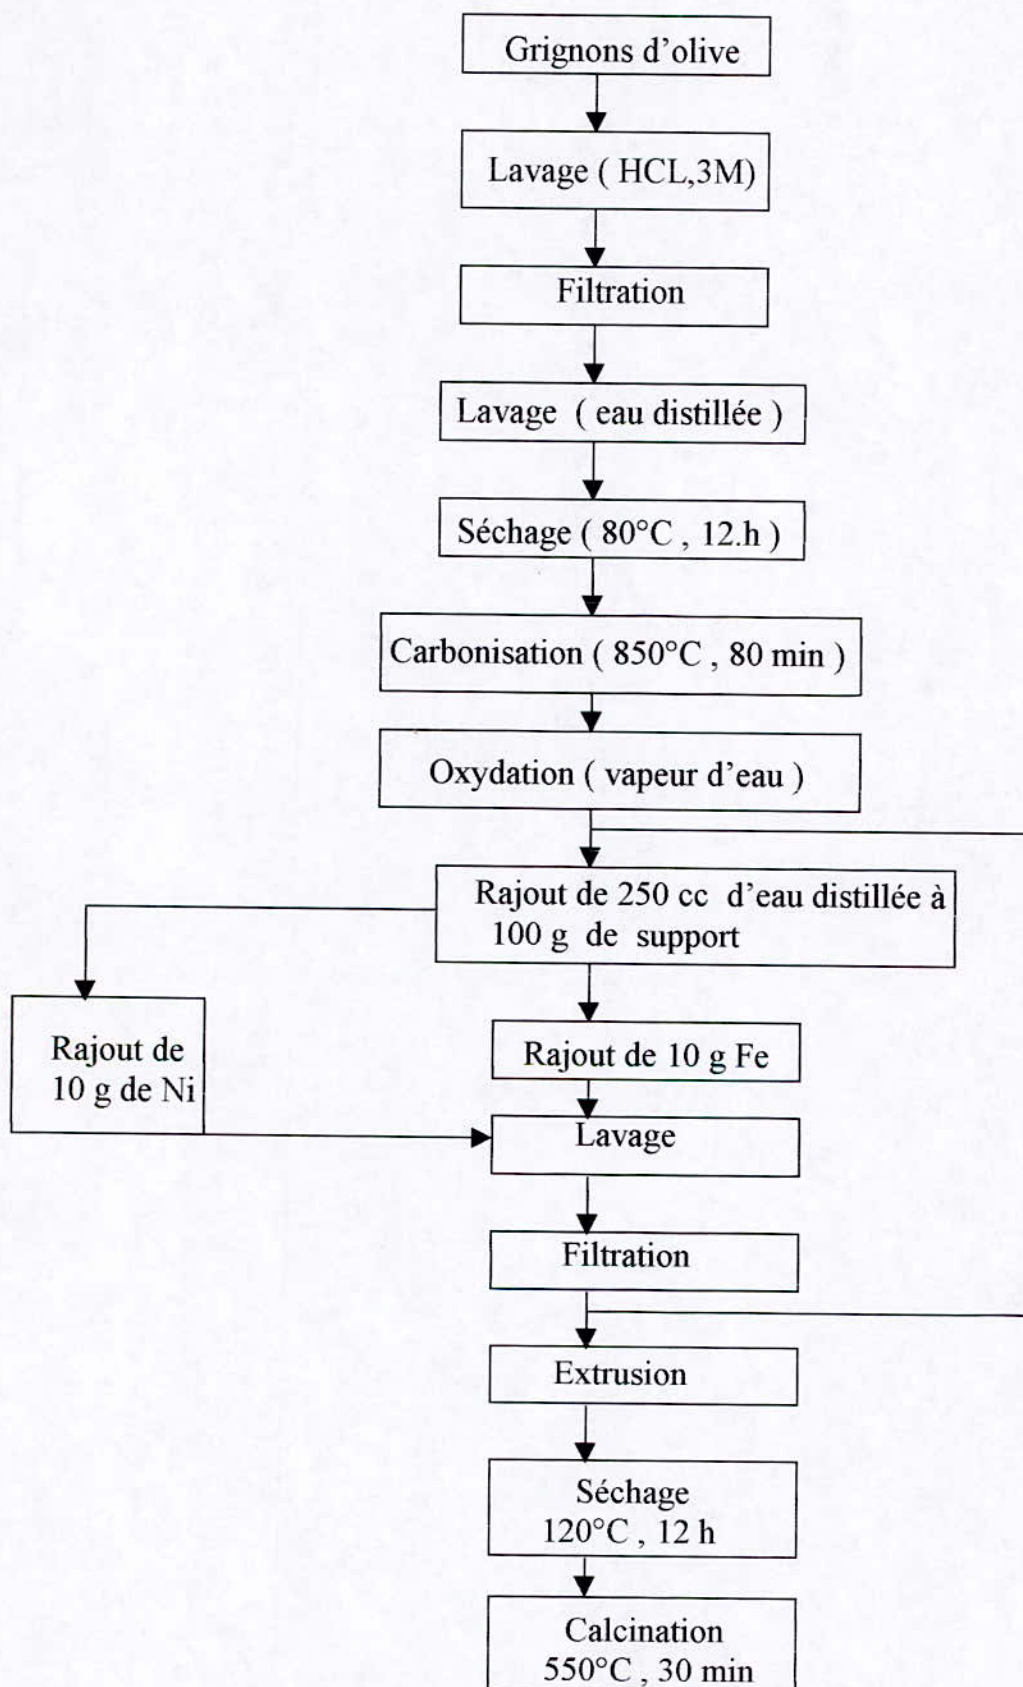 Grignons d'olive
Lavage ( HCL,3M)
Filtration
Lavage ( eau distillée )
Séchage ( 80°C , 12.h )
Carbonisation ( 850°C , 80 min )
Oxydation ( vapeur d'eau )
Rajout de 250 cc d'eau distillée à
100 g de support
Rajout de
10 g de Ni
Rajout de 10 g Fe
Lavage
Filtration
Extrusion
Séchage
120°C , 12 h
Calcination
550°C , 30 min